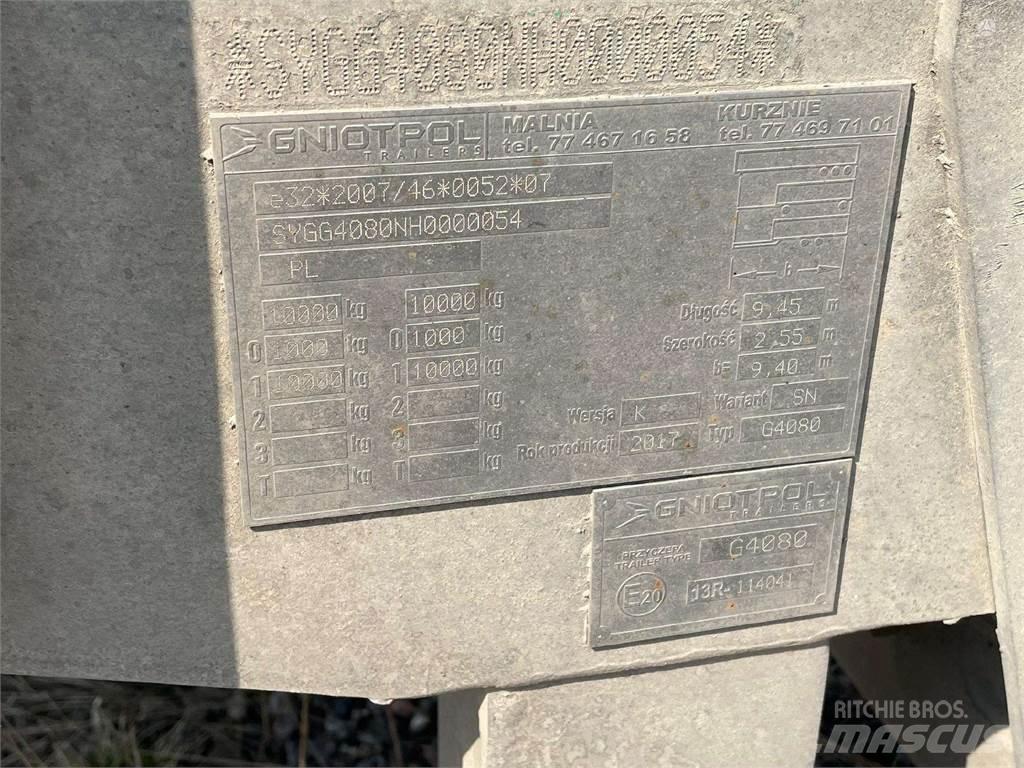 *SYGG4080NH0000054*
GNIOTPOL TRAILERS
MALNIA tel. 77 467 16 58
KURZNIE tel. 77 469 71 01
e32*2007/46*0052*07
SYGG4080NH0000054
PL
10000 kg 10000 kg
0 1000 kg 0 1000 kg
1 10000 kg 1 10000 kg
2 kg 2 kg
3 kg 3 kg
T kg T kg
b
Długość 9,45 m
Szerokość 2,55 m
b= 9,40 m
Wersja K Wariant SN
Rok produkcji 2017 typ G4080
GNIOTPOL TRAILERS
PRZYCZEPA TRAILER TYPE G4080
E20 13R- 114041
RITCHIE BROS.
MASCUS